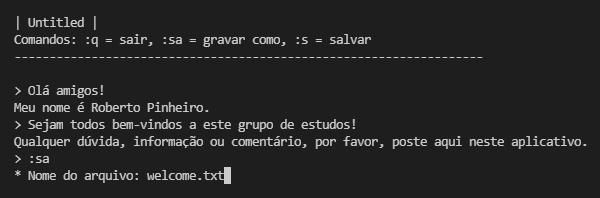 | Untitled |
Comandos: :q = sair, :sa = gravar como, :s = salvar
-------------------------------------------------------------------
> Olá amigos!
Meu nome é Roberto Pinheiro.
> Sejam todos bem-vindos a este grupo de estudos!
Qualquer dúvida, informação ou comentário, por favor, poste aqui neste aplicativo.
> :sa
* Nome do arquivo: welcome.txt